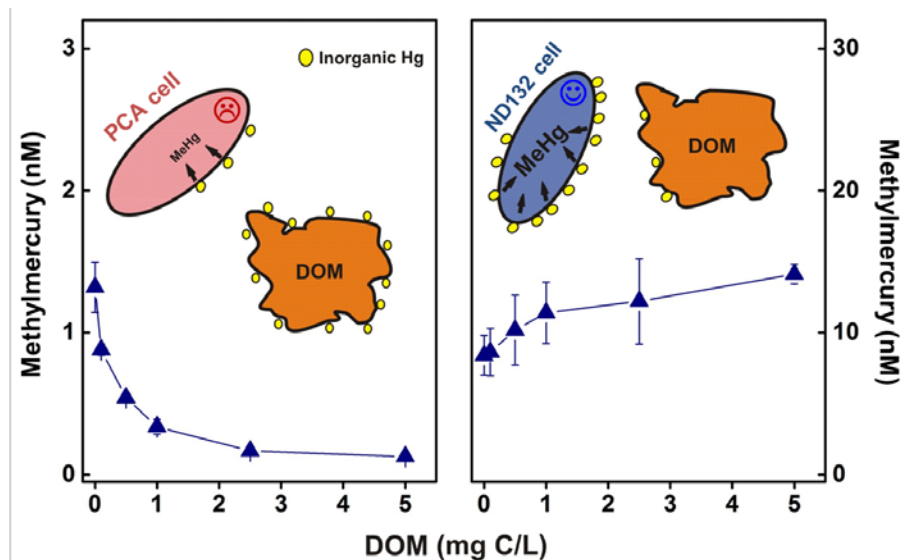 Methylmercury (nM)
3
2
1
0
0 1 2 3 4 5
PCA cell
MeHg
Inorganic Hg
DOM
ND132 cell
MeHg
DOM
30
20
10
0
0 1 2 3 4 5
Methylmercury (nM)
DOM (mg C/L)